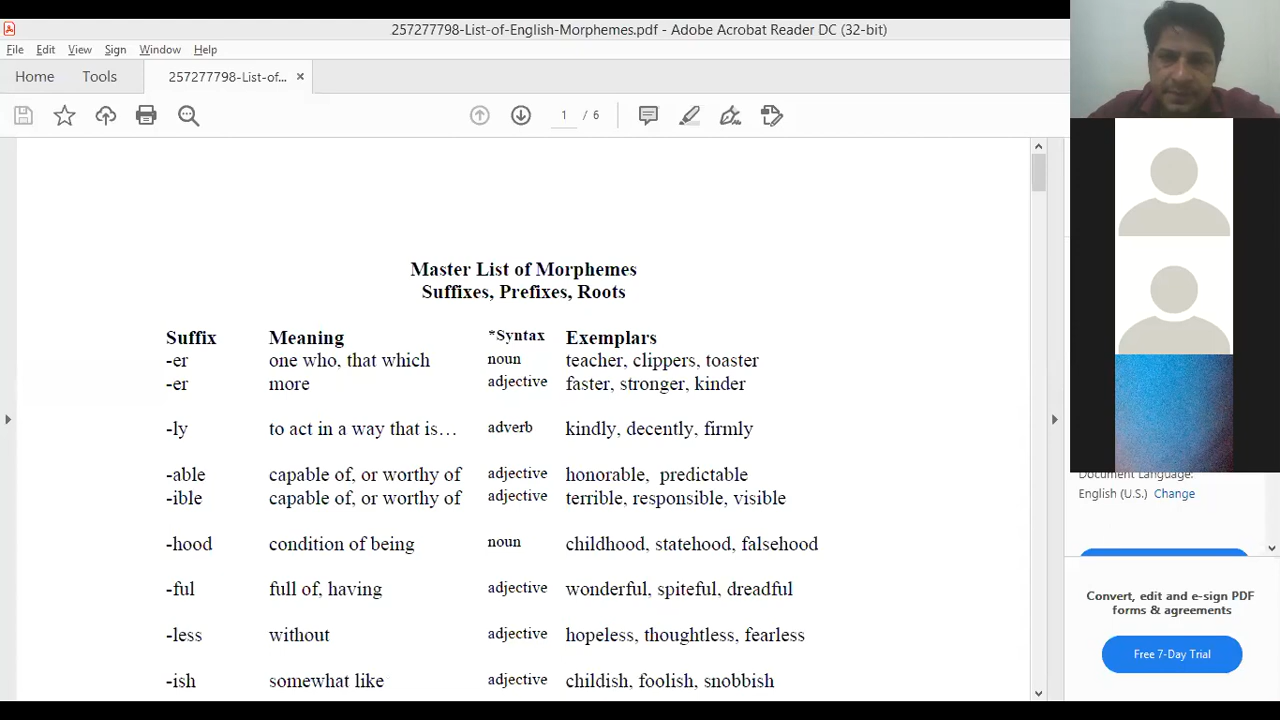 257277798-List-of-English-Morphemes.pdf - Adobe Acrobat Reader DC (32-bit)
File Edit View Sign Window Help
Home Tools 257277798-List-of... ×
1 / 6
Master List of Morphemes
Suffixes, Prefixes, Roots
Suffix Meaning *Syntax Exemplars
-er one who, that which noun teacher, clippers, toaster
-er more adjective faster, stronger, kinder
-ly to act in a way that is… adverb kindly, decently, firmly
-able capable of, or worthy of adjective honorable, predictable
-ible capable of, or worthy of adjective terrible, responsible, visible
-hood condition of being noun childhood, statehood, falsehood
-ful full of, having adjective wonderful, spiteful, dreadful
-less without adjective hopeless, thoughtless, fearless
-ish somewhat like adjective childish, foolish, snobbish
Document Language:
English (U.S.) Change
Convert, edit and e-sign PDF
forms & agreements
Free 7-Day Trial